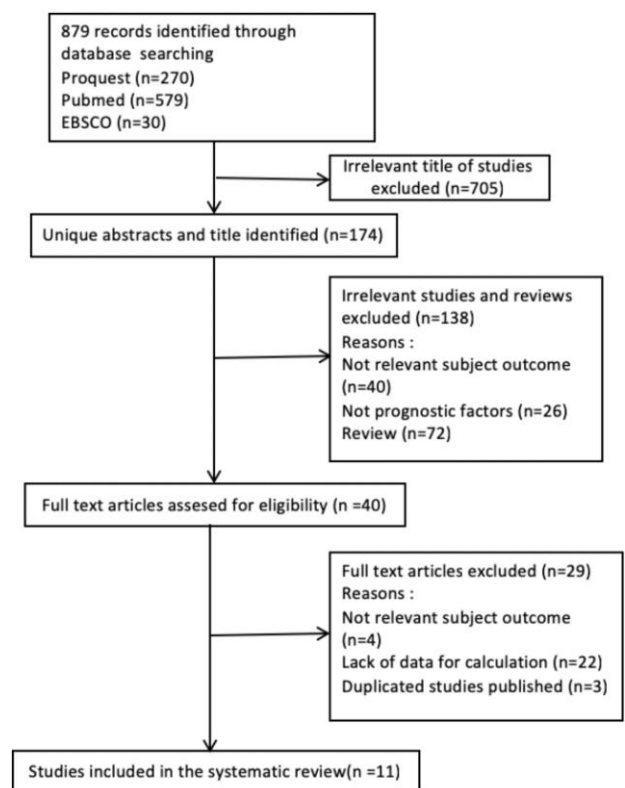 879 records identified through
database searching
Proquest (n=270)
Pubmed (n=579)
EBSCO (n=30)
Irrelevant title of studies
excluded (n=705)
Unique abstracts and title identified (n=174)
Irrelevant studies and reviews
excluded (n=138)
Reasons :
Not relevant subject outcome
(n=40)
Not prognostic factors (n=26)
Review (n=72)
Full text articles assesed for eligibility (n =40)
Full text articles excluded (n=29)
Reasons :
Not relevant subject outcome
(n=4)
Lack of data for calculation (n=22)
Duplicated studies published (n=3)
Studies included in the systematic review(n =11)